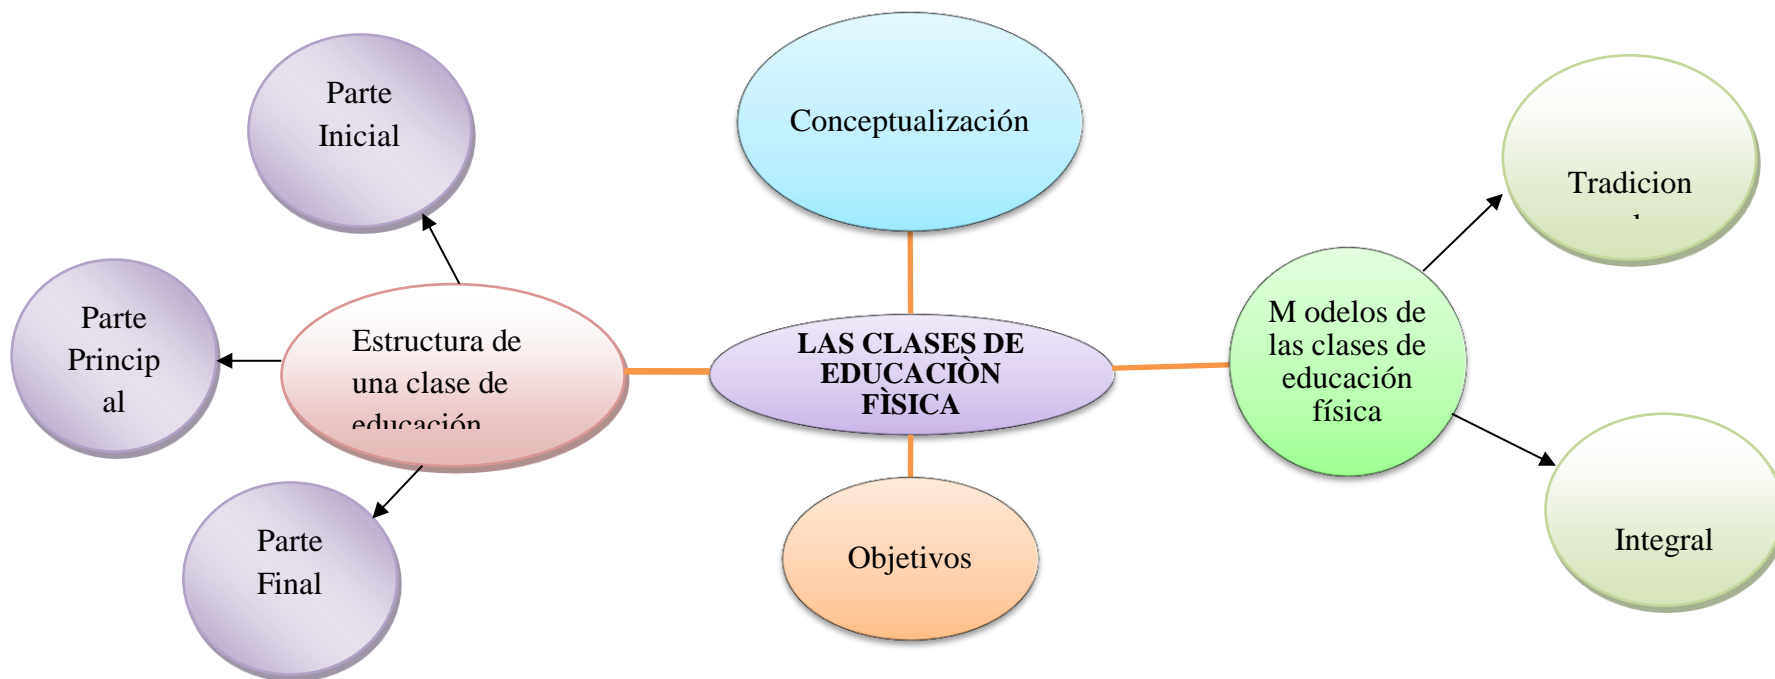 Parte
Inicial
Conceptualización
Tradicion
Parte
Princip
al
Estructura de
una clase de
educación
LAS CLASES DE
EDUCACIÒN
FÌSICA
M odelos de
las clases de
educación
física
Parte
Final
Objetivos
Integral